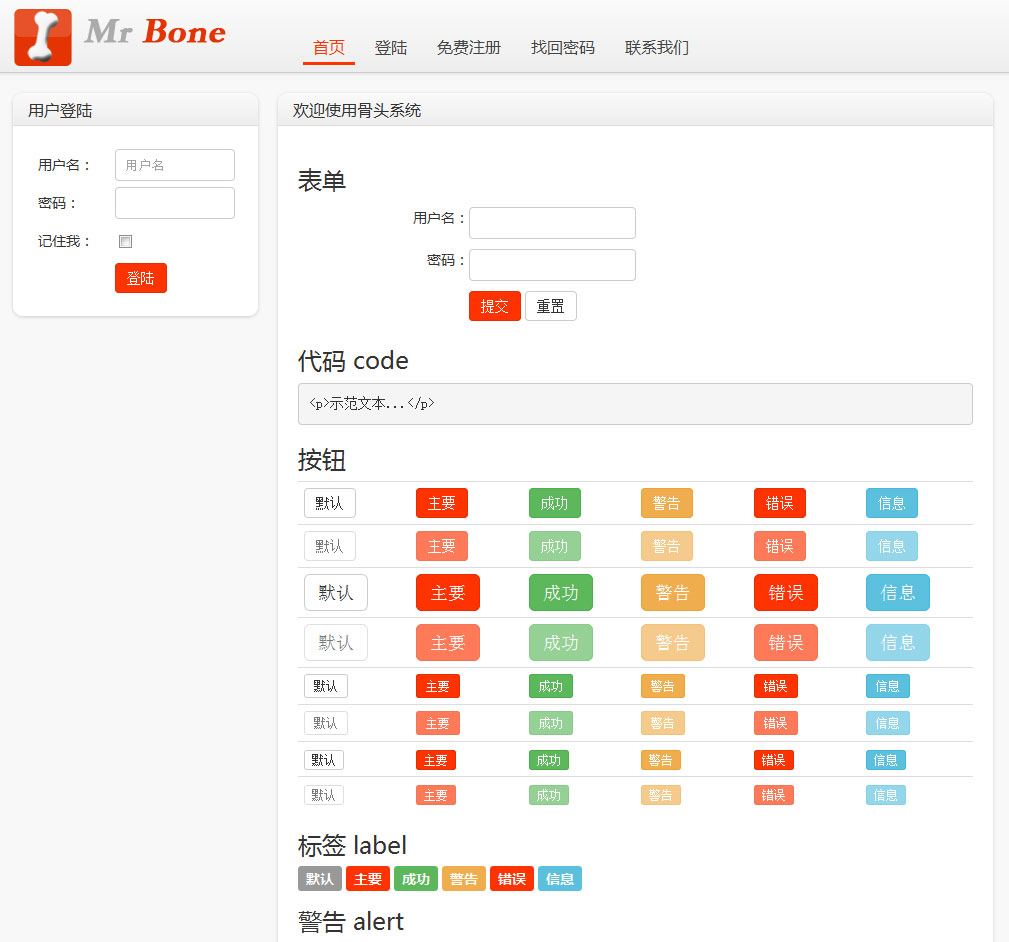 Mr Bone
首页 登陆 免费注册 找回密码 联系我们
用户登陆
用户名：
用户名
密码：
记住我：
登陆
欢迎使用骨头系统
表单
用户名：
密码：
提交 重置
代码 code
<p>示范文本...</p>
按钮
默认 主要 成功 警告 错误 信息
默认 主要 成功 警告 错误 信息
默认 主要 成功 警告 错误 信息
默认 主要 成功 警告 错误 信息
默认 主要 成功 警告 错误 信息
默认 主要 成功 警告 错误 信息
默认 主要 成功 警告 错误 信息
默认 主要 成功 警告 错误 信息
标签 label
默认 主要 成功 警告 错误 信息
警告 alert